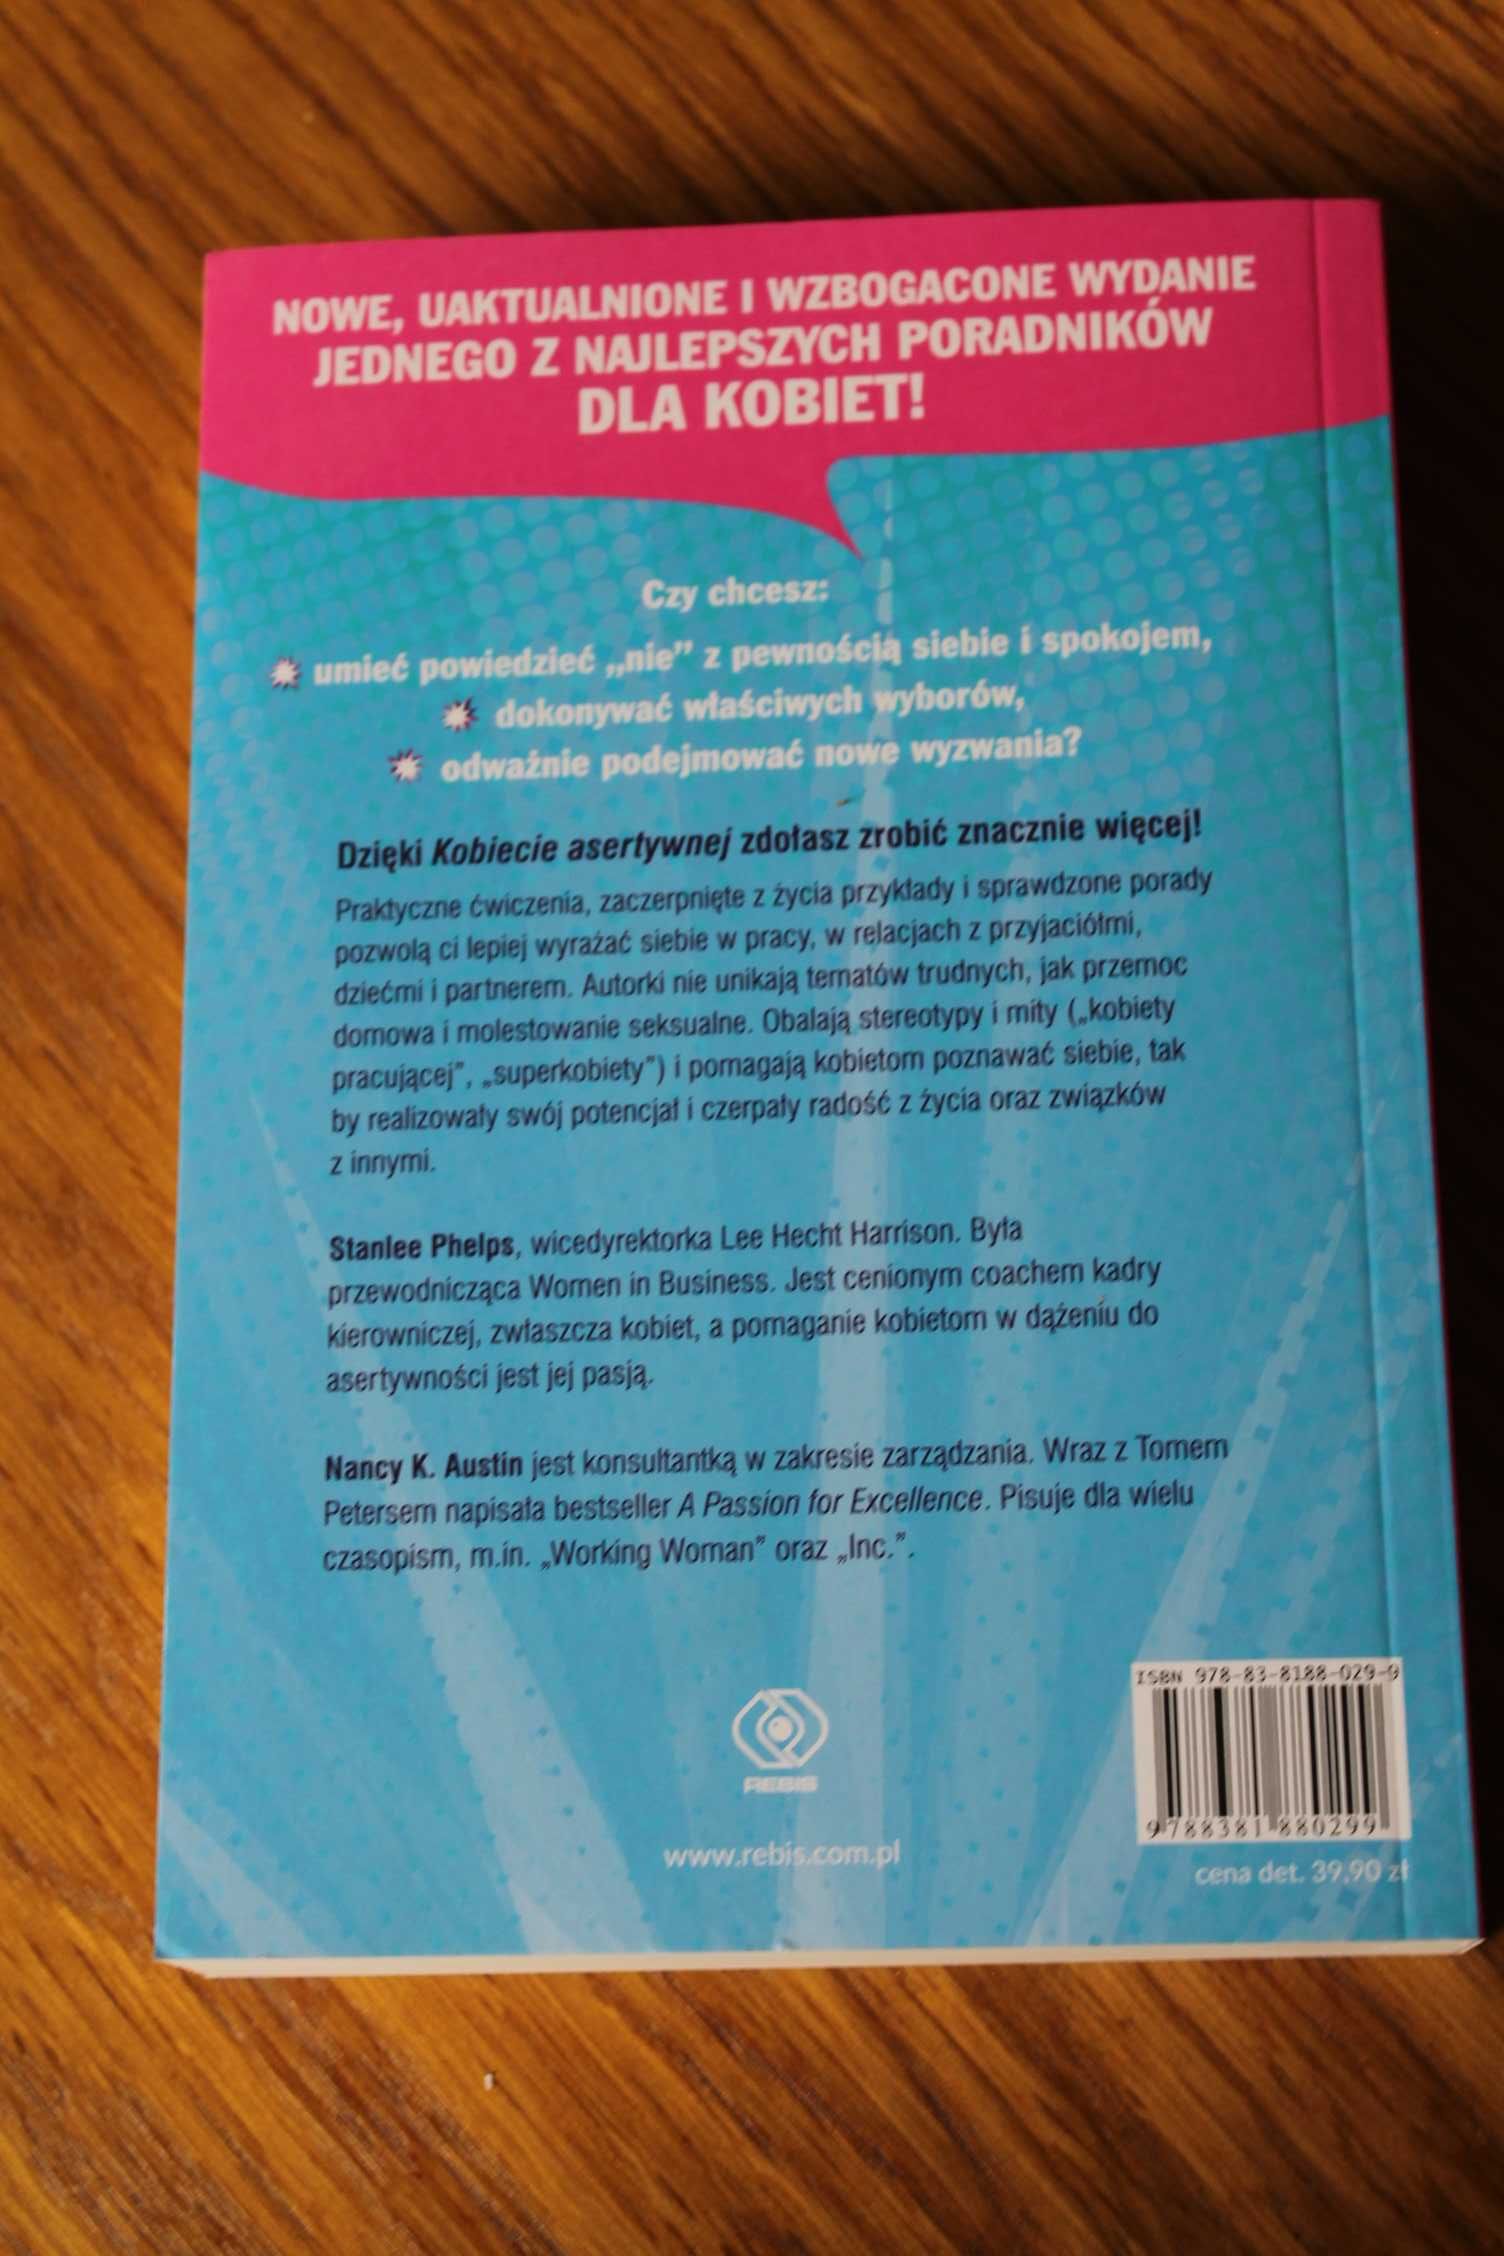 NOWE, UAKTUALNIONE I WZBOGACONE WYDANIE
JEDNEGO Z NAJLEPSZYCH PORADNIKÓW
DLA KOBIET!
Czy chcesz:
umieć powiedzieć „nie” z pewnością siebie i spokojem,
dokonywać właściwych wyborów,
odważnie podejmować nowe wyzwania?
Dzięki Kobiecie asertywnej zdołasz zrobić znacznie więcej!
Praktyczne ćwiczenia, zaczerpnięte z życia przykłady i sprawdzone porady
pozwolą ci lepiej wyrażać siebie w pracy, w relacjach z przyjaciółmi,
dziećmi i partnerem. Autorki nie unikają tematów trudnych, jak przemoc
domowa i molestowanie seksualne. Obalają stereotypy i mity („kobiety
pracującej”, „superkobiety”) i pomagają kobietom poznawać siebie, tak
by realizowały swój potencjał i czerpały radość z życia oraz związków
z innymi.
Stanlee Phelps, wicedyrektorka Lee Hecht Harrison. Była
przewodnicząca Women in Business. Jest cenionym coachem kadry
kierowniczej, zwłaszcza kobiet, a pomaganie kobietom w dążeniu do
asertywności jest jej pasją.
Nancy K. Austin jest konsultantką w zakresie zarządzania. Wraz z Tomem
Petersem napisała bestseller A Passion for Excellence. Pisuje dla wielu
czasopism, m.in. „Working Woman” oraz „Inc.”.
ISBN 978-83-8188-029-9
9 788381 880299
REBIS
www.rebis.com.pl
cena det. 39,90 zł